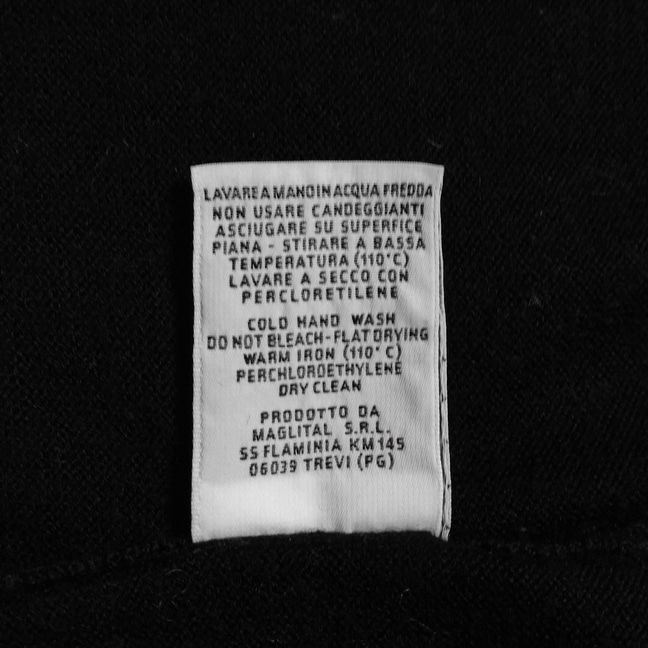 LAVARE A MANO IN ACQUA FREDDA
NON USARE CANDEGGIANTI
ASCIUGARE SU SUPERFICE
PIANA - STIRARE A BASSA
TEMPERATURA (110°C)
LAVARE A SECCO CON
PERCLORETILENE
COLD HAND WASH
DO NOT BLEACH-FLAT DRYING
WARM IRON (110° C)
PERCHLOROETHYLENE
DRY CLEAN
PRODOTTO DA
MAGLITAL S.R.L.
SS FLAMINIA KM 145
06039 TREVI (PG)